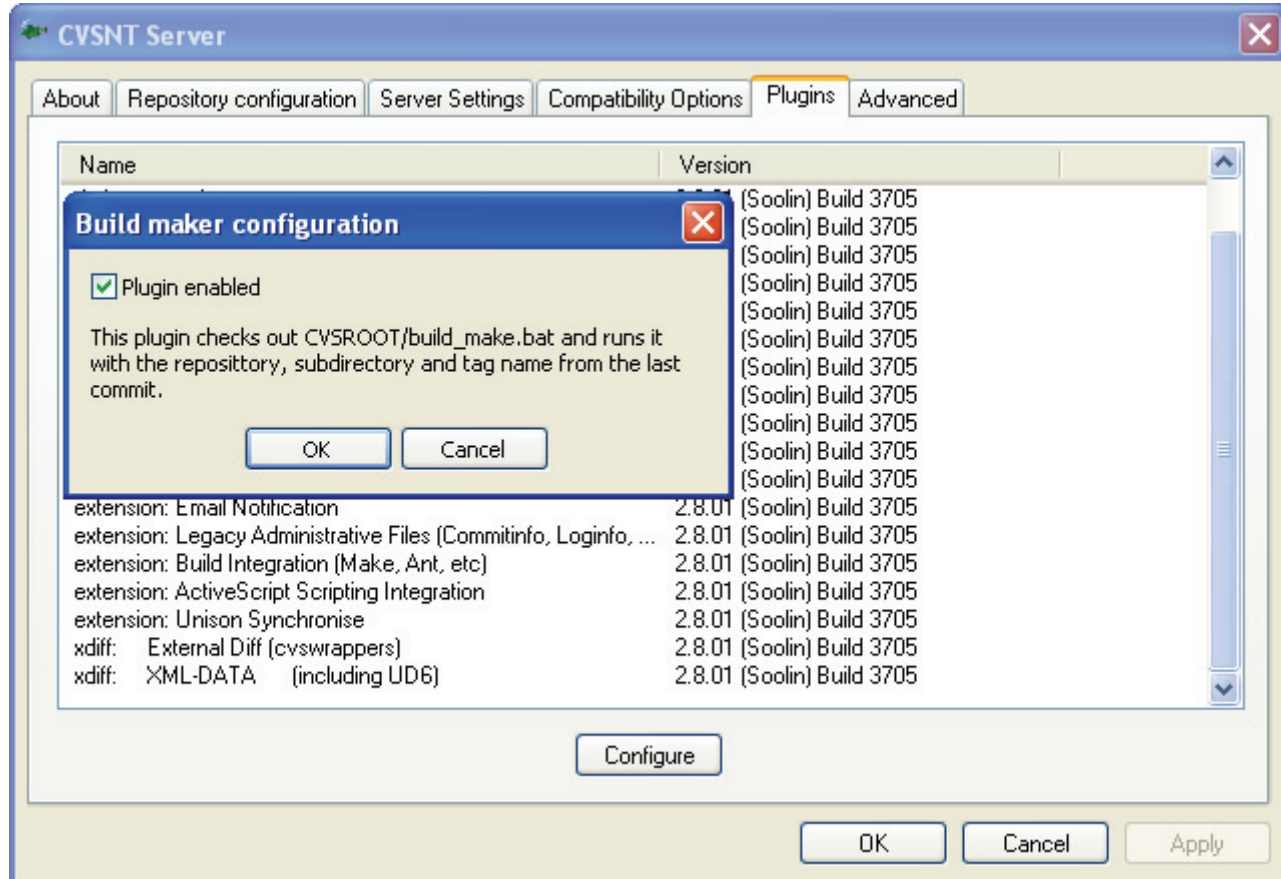 CVSNT Server
About Repository configuration Server Settings Compatibility Options Plugins Advanced
Name Version
(Soolin) Build 3705
Build maker configuration
(Soolin) Build 3705
(Soolin) Build 3705
Plugin enabled
(Soolin) Build 3705
(Soolin) Build 3705
This plugin checks out CVSROOT/build_make.bat and runs it
(Soolin) Build 3705
with the reposittory, subdirectory and tag name from the last
(Soolin) Build 3705
commit.
(Soolin) Build 3705
(Soolin) Build 3705
OK Cancel
(Soolin) Build 3705
(Soolin) Build 3705
extension: Email Notification 2.8.01 (Soolin) Build 3705
extension: Legacy Administrative Files (Commitinfo, Loginfo, ... 2.8.01 (Soolin) Build 3705
extension: Build Integration (Make, Ant, etc) 2.8.01 (Soolin) Build 3705
extension: ActiveScript Scripting Integration 2.8.01 (Soolin) Build 3705
extension: Unison Synchronise 2.8.01 (Soolin) Build 3705
xdiff: External Diff (cvswrappers) 2.8.01 (Soolin) Build 3705
xdiff: XML-DATA (including UD6) 2.8.01 (Soolin) Build 3705
Configure
OK Cancel Apply